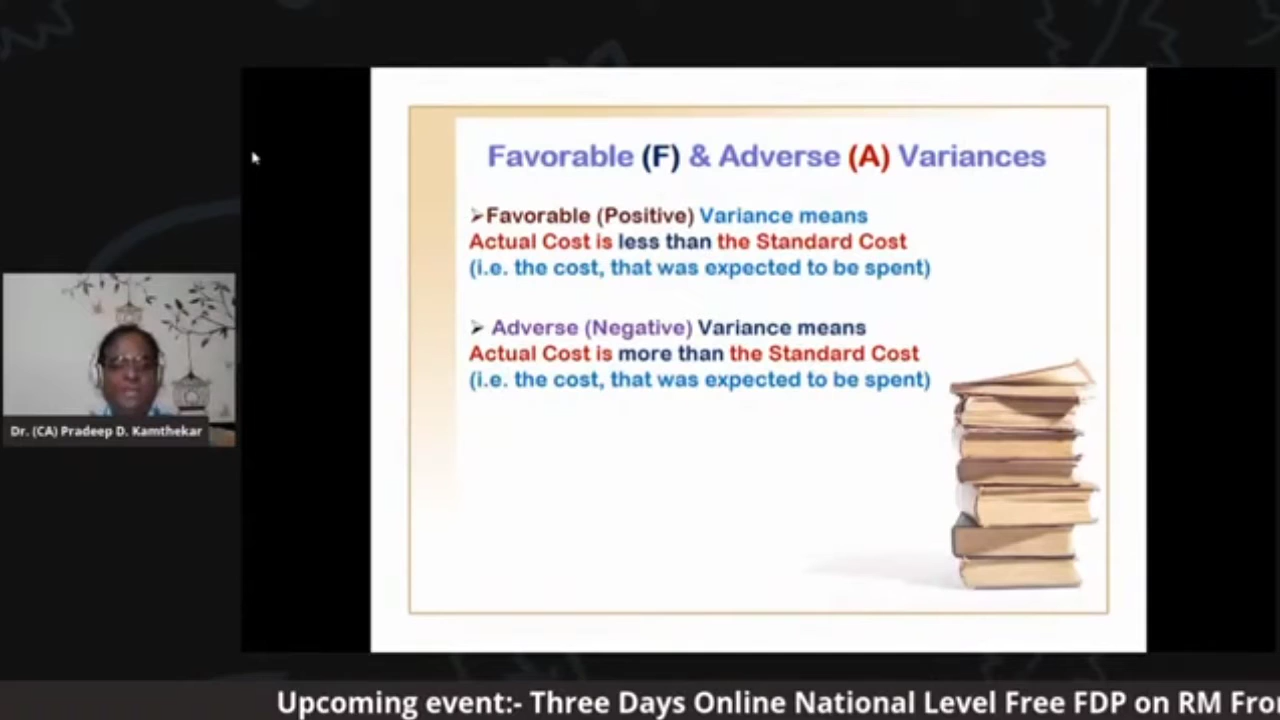 Favorable (F) & Adverse (A) Variances
➢Favorable (Positive) Variance means
Actual Cost is less than the Standard Cost
(i.e. the cost, that was expected to be spent)
➢ Adverse (Negative) Variance means
Actual Cost is more than the Standard Cost
(i.e. the cost, that was expected to be spent)
Dr. (CA) Pradeep D. Kamthekar
Upcoming event:- Three Days Online National Level Free FDP on RM Fro